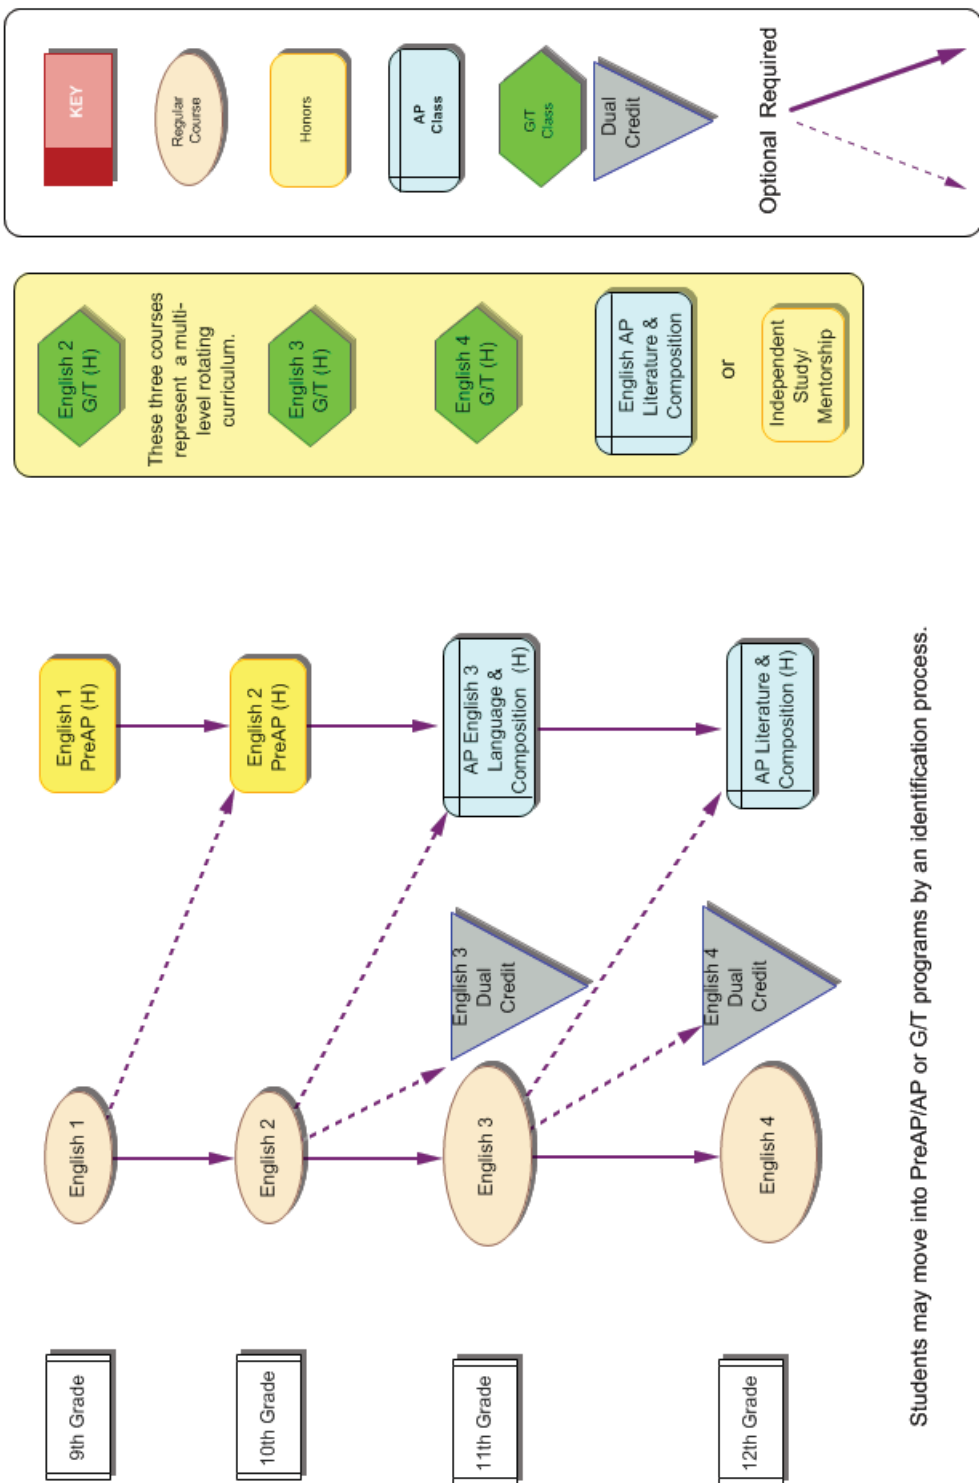 9th Grade
10th Grade
11th Grade
12th Grade
English 1
English 2
English 3
English 4
English 3
Dual
Credit
English 4
Dual
Credit
English 1
PreAP (H)
English 2
PreAP (H)
AP English 3
Language &
Composition (H)
AP Literature &
Composition (H)
Students may move into PreAP/AP or G/T programs by an identification process.
English 2
G/T (H)
These three courses
represent a multi-
level rotating
curriculum.
English 3
G/T (H)
English 4
G/T (H)
English AP
Literature &
Composition
or
Independent
Study/
Mentorship
KEY
Regular
Course
Honors
AP
Class
G/T
Class
Dual
Credit
Optional Required